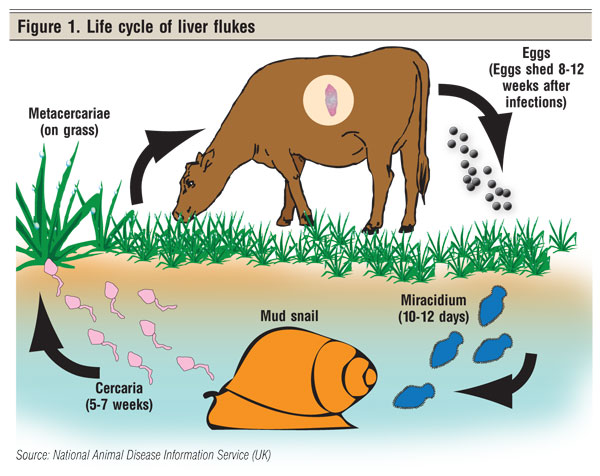 Figure 1. Life cycle of liver flukes
Eggs
(Eggs shed 8-12
weeks after
infections)
Metacercariae
(on grass)
Miracidium
(10-12 days)
Mud snail
Cercaria
(5-7 weeks)
Source: National Animal Disease Information Service (UK)